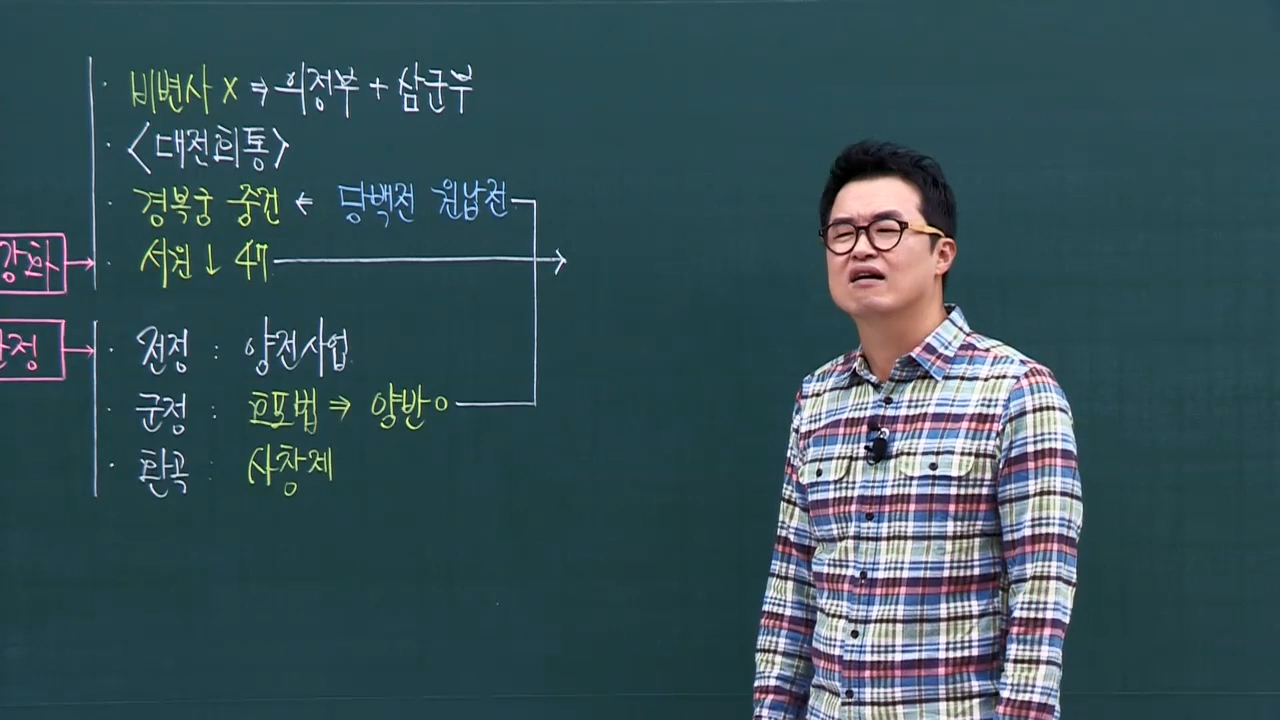 · 비변사 x ⇒ 의정부 + 삼군부
· <대전회통>
· 경복궁 중건 ← 당백전 원납전
강화 → · 서원 ↓ 47
→ · 전정 : 양전사업
· 군정 : 호포법 ⇒ 양반o
· 환곡 : 사창제